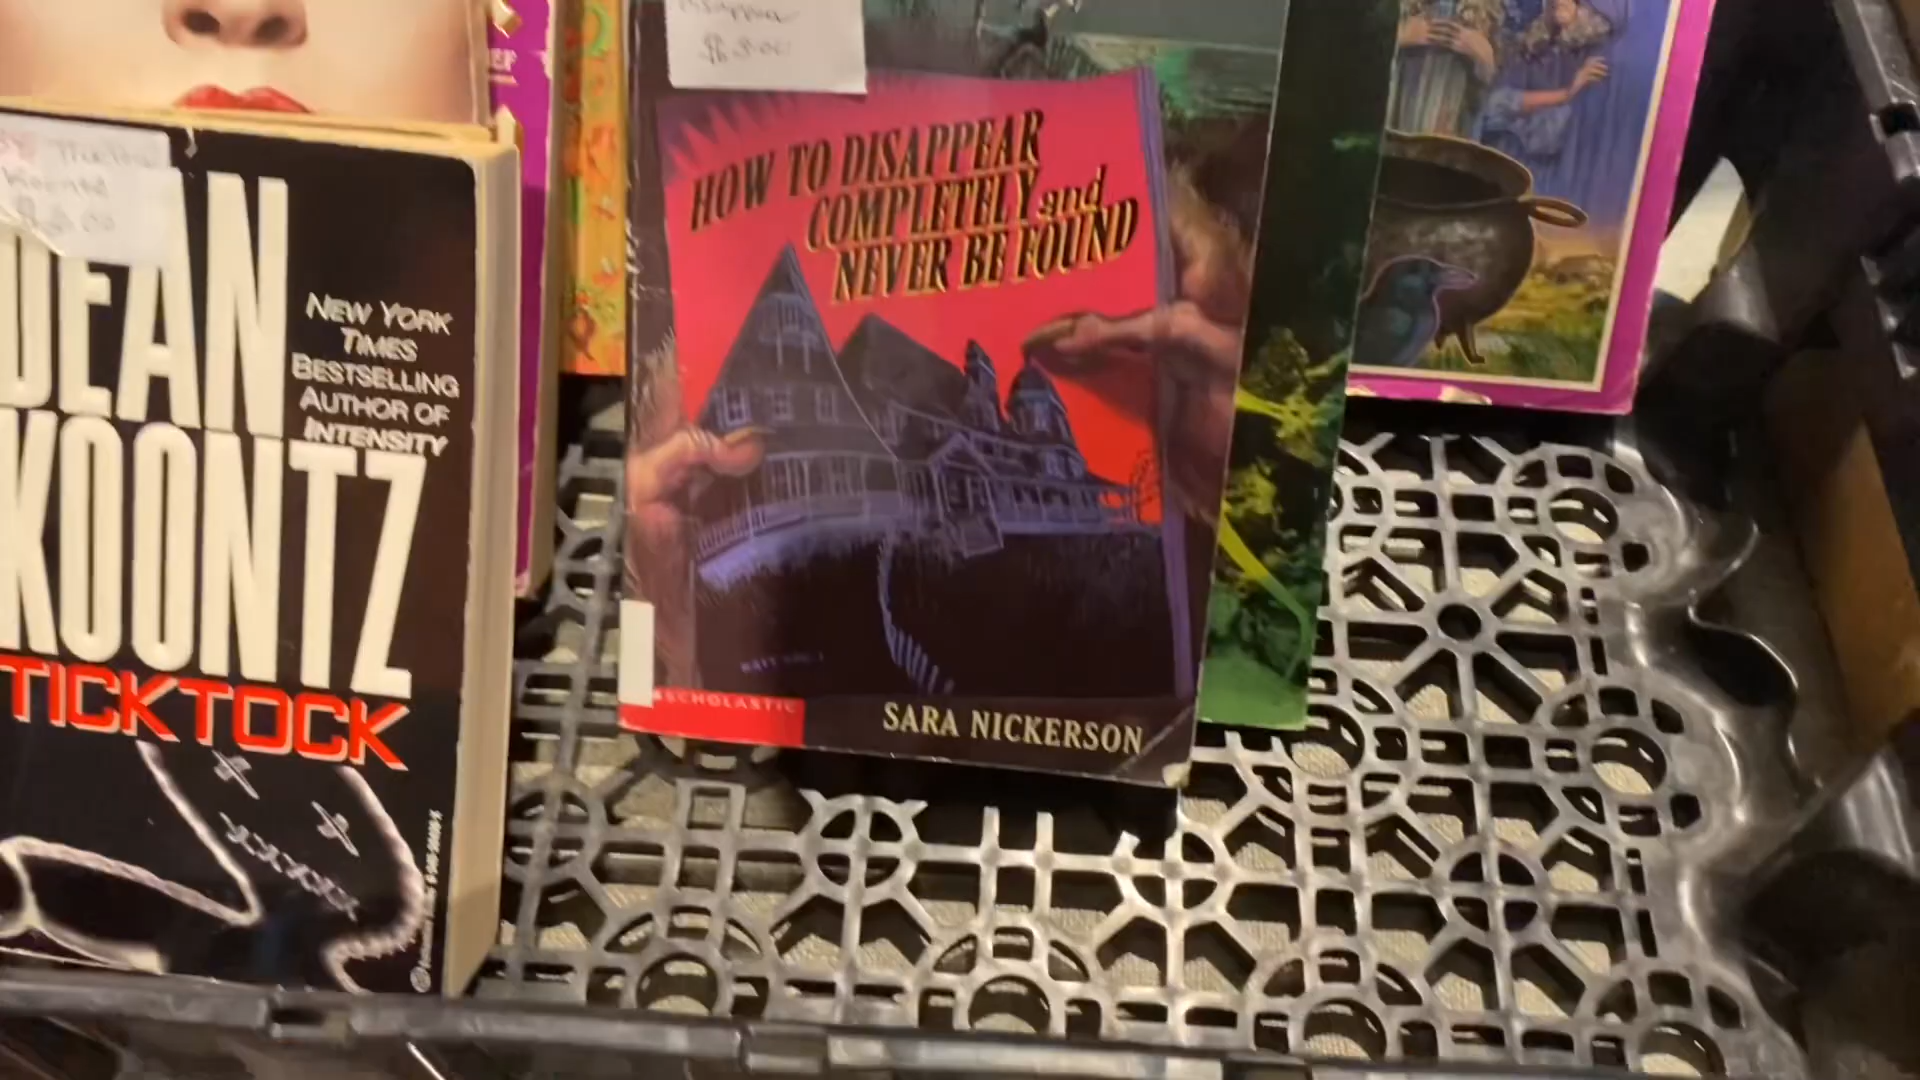 DEAN
KOONTZ
NEW YORK
TIMES
BESTSELLING
AUTHOR OF
INTENSITY
TICKTOCK
HOW TO DISAPPEAR
COMPLETELY and
NEVER BE FOUND
SCHOLASTIC
SARA NICKERSON